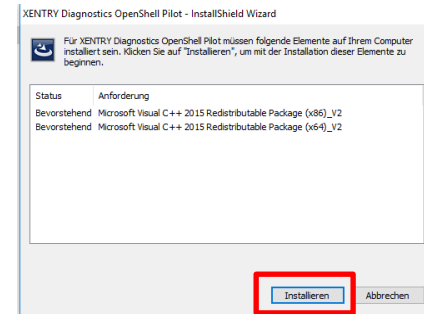 XENTRY Diagnostics OpenShell Pilot - InstallShield Wizard
Für XENTRY Diagnostics OpenShell Pilot müssen folgende Elemente auf Ihrem Computer
installiert sein. Klicken Sie auf "Installieren", um mit der Installation dieser Elemente zu
beginnen.
Status Anforderung
Bevorstehend Microsoft Visual C++ 2015 Redistributable Package (x86)_V2
Bevorstehend Microsoft Visual C++ 2015 Redistributable Package (x64)_V2
Installieren Abbrechen